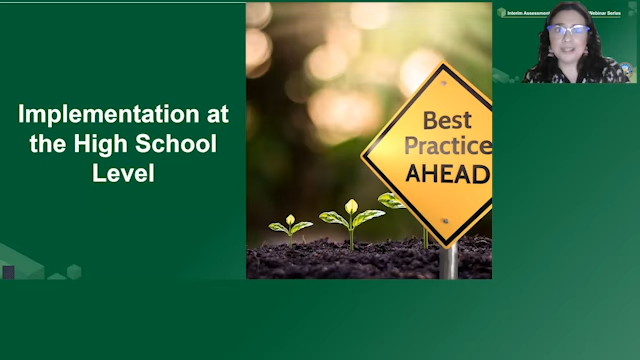 Implementation at
the High School
Level
Best
Practice
AHEAD
Interim Assessment
Webinar Series